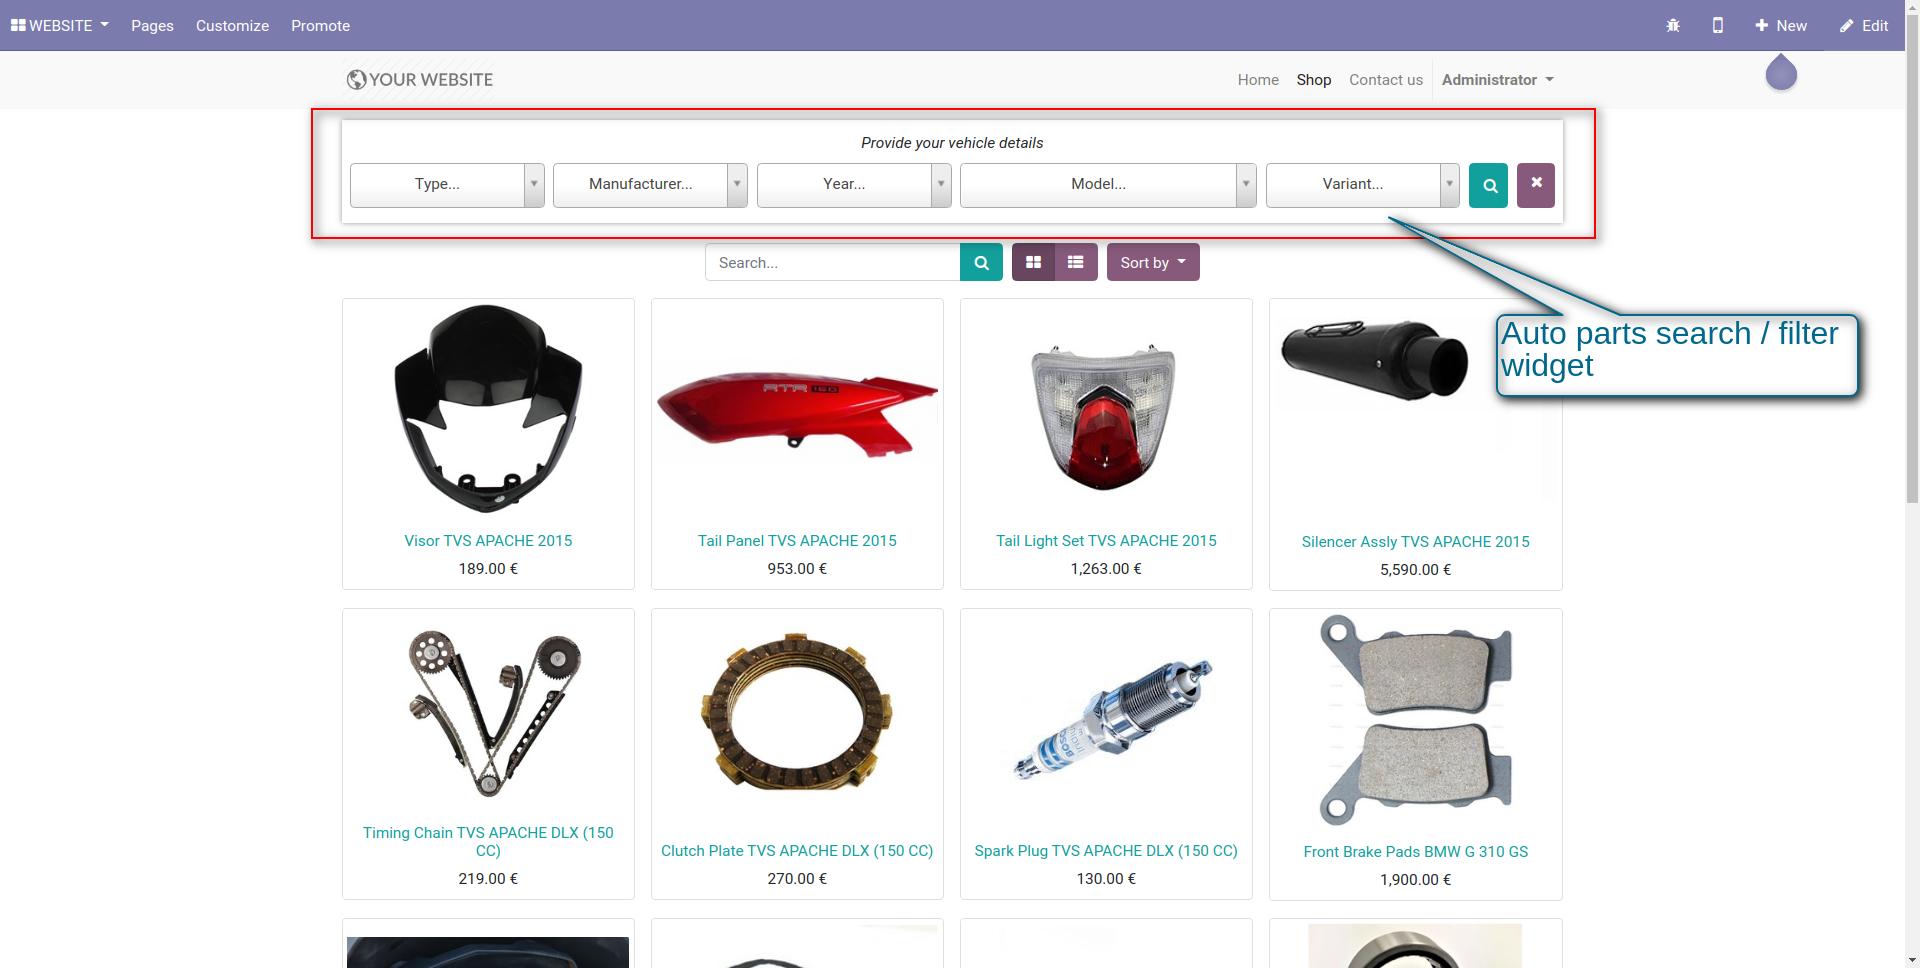 WEBSITE Pages Customize Promote New Edit
YOUR WEBSITE Home Shop Contact us Administrator
Provide your vehicle details
Type... Manufacturer... Year... Model... Variant...
Search... Sort by
Auto parts search / filter
widget
RTR 160
Visor TVS APACHE 2015
189.00 €
Tail Panel TVS APACHE 2015
953.00 €
Tail Light Set TVS APACHE 2015
1,263.00 €
Silencer Assly TVS APACHE 2015
5,590.00 €
BOSCH
Timing Chain TVS APACHE DLX (150
CC)
219.00 €
Clutch Plate TVS APACHE DLX (150 CC)
270.00 €
Spark Plug TVS APACHE DLX (150 CC)
130.00 €
Front Brake Pads BMW G 310 GS
1,900.00 €